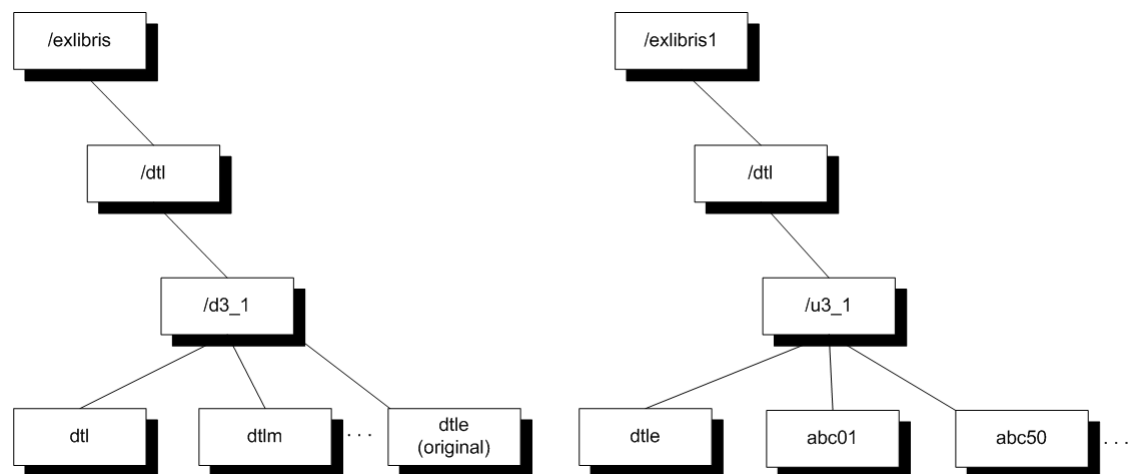 /exlibris
/exlibris1
/dtl
/dtl
/d3_1
/u3_1
dtl
dtlm
. . .
dtle
(original)
dtle
abc01
abc50
. . .